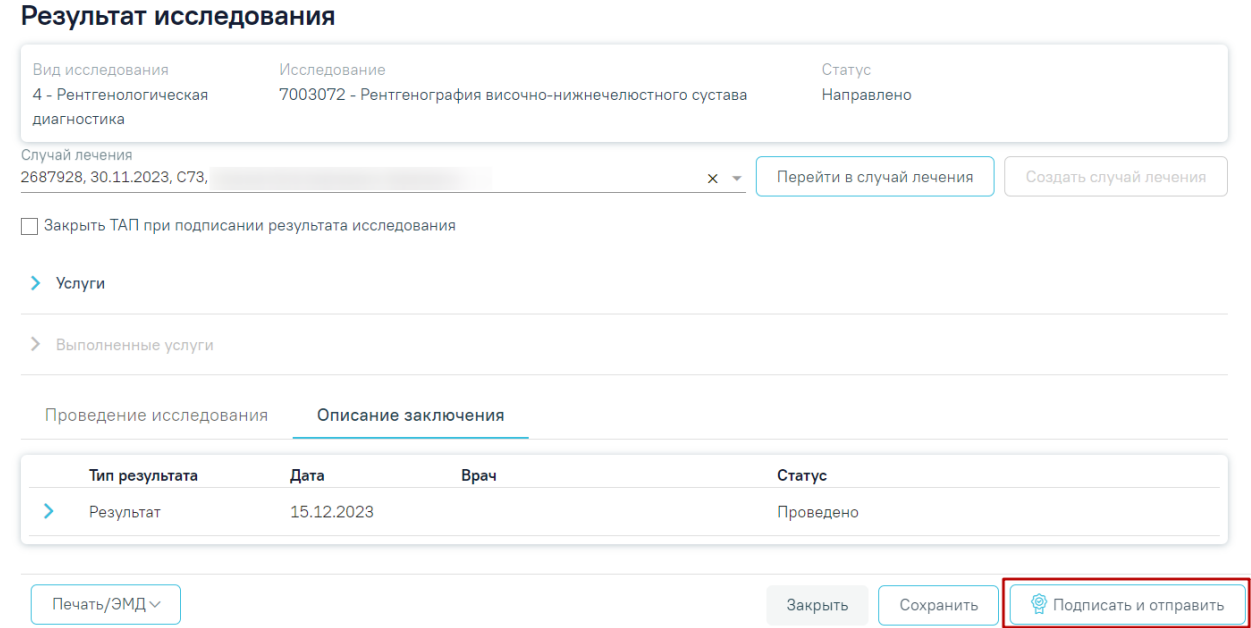 Результат исследования
Вид исследования Исследование Статус
4 - Рентгенологическая 7003072 - Рентгенография височно-нижнечелюстного сустава Направлено
диагностика
Случай лечения
2687928, 30.11.2023, С73, Перейти в случай лечения Создать случай лечения
Закрыть ТАП при подписании результата исследования
Услуги
Выполненные услуги
Проведение исследования Описание заключения
Тип результата Дата Врач Статус
Результат 15.12.2023 Проведено
Печать/ЭМД Закрыть Сохранить Подписать и отправить